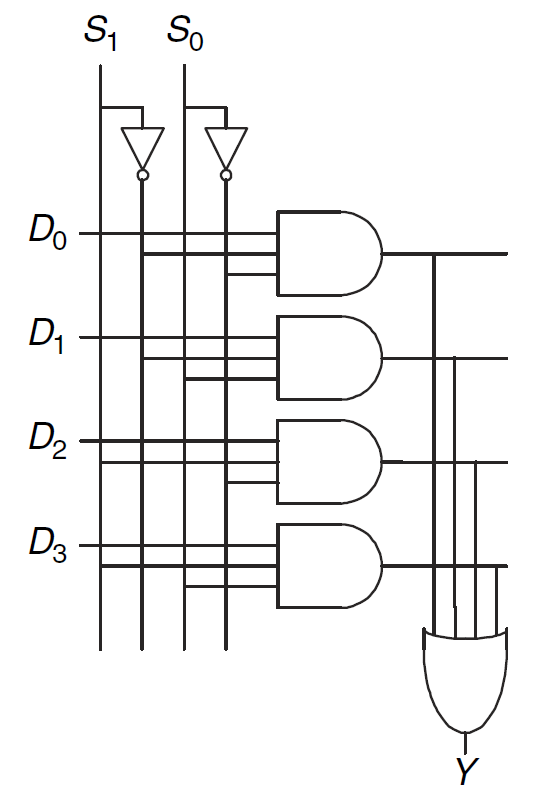 S₁ S₀
D₀
D₁
D₂
D₃
Y